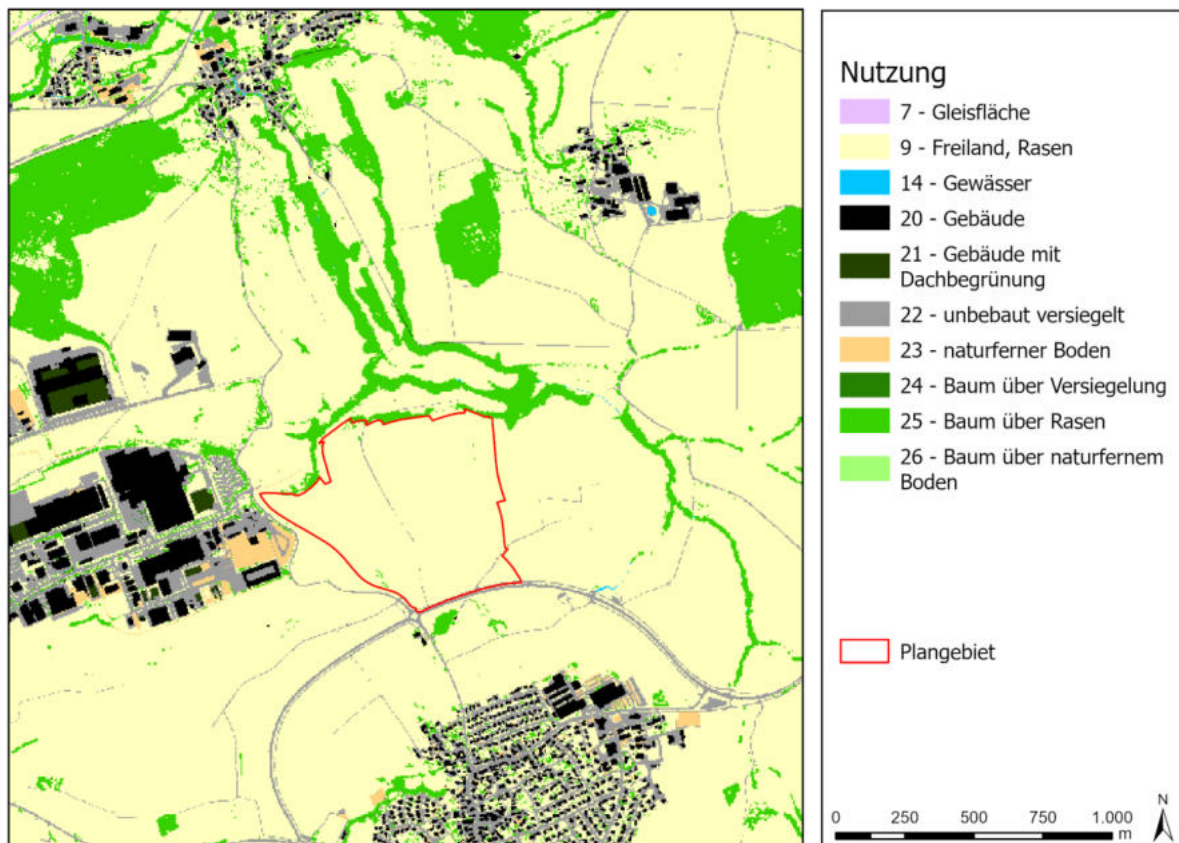 Nutzung
7 - Gleisfläche
9 - Freiland, Rasen
14 - Gewässer
20 - Gebäude
21 - Gebäude mit
Dachbegrünung
22 - unbebaut versiegelt
23 - naturferner Boden
24 - Baum über Versiegelung
25 - Baum über Rasen
26 - Baum über naturfernem
Boden
Plangebiet
N
0 250 500 750 1.000
m